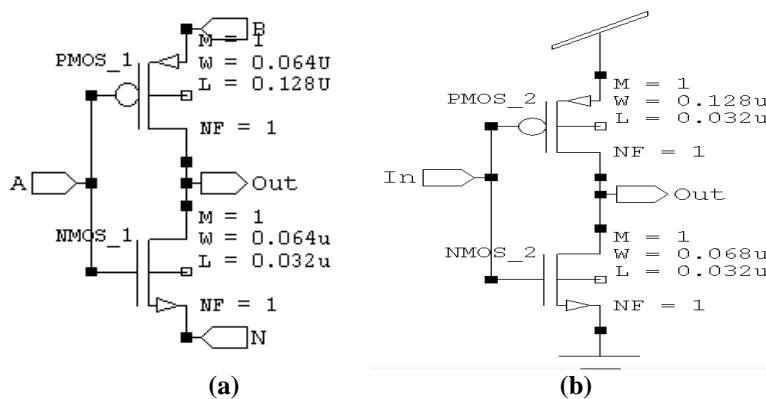 B
M = 1
PMOS_1
W = 0.064U
L = 0.128U
NF = 1
A
Out
M = 1
NMOS_1
W = 0.064u
L = 0.032u
NF = 1
N
(a)
M = 1
PMOS_2
W = 0.128u
L = 0.032u
NF = 1
In
Out
M = 1
NMOS_2
W = 0.068u
L = 0.032u
NF = 1
(b)